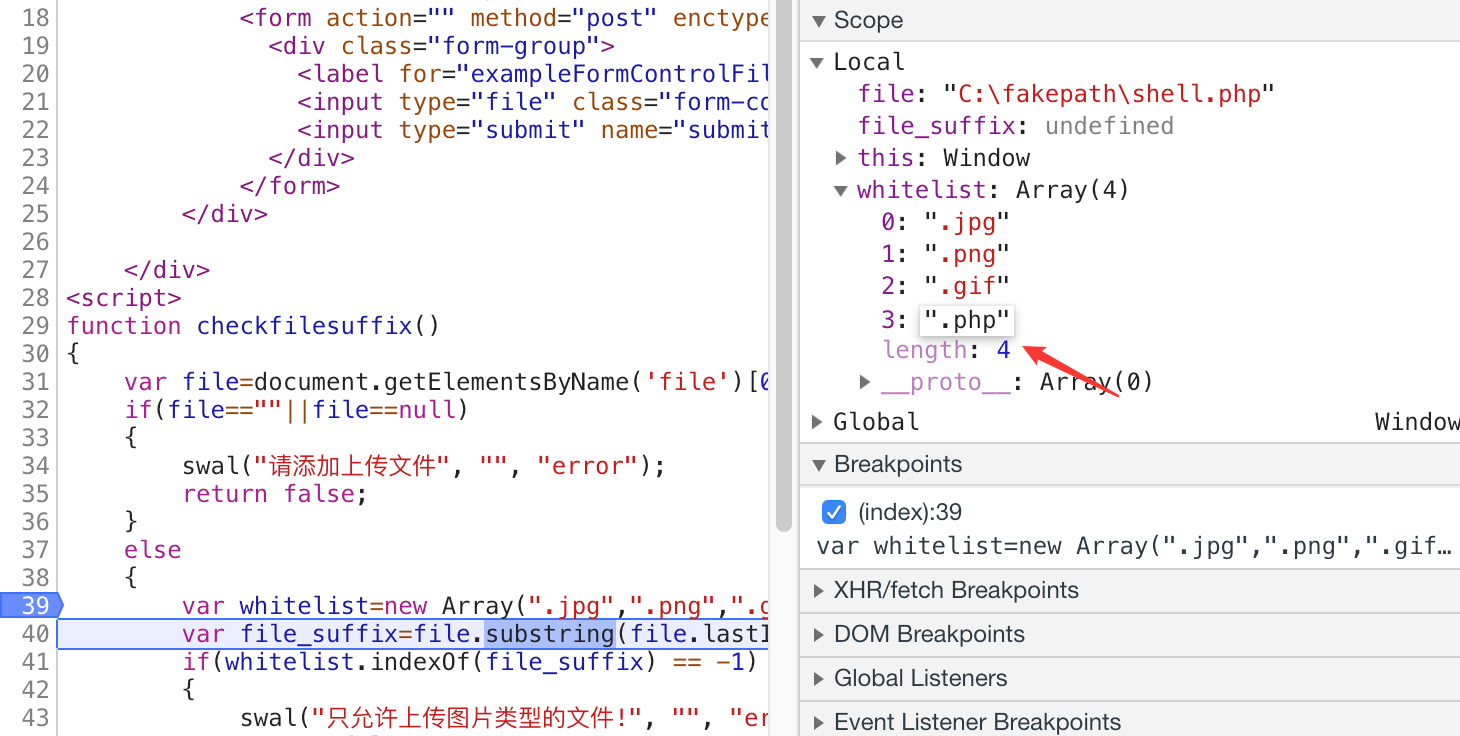 18 <form action="" method="post" enctype
19 <div class="form-group">
20 <label for="exampleFormControlFil
21 <input type="file" class="form-co
22 <input type="submit" name="submit
23 </div>
24 </form>
25 </div>
26
27 </div>
28 <script>
29 function checkfilesuffix()
30 {
31 var file=document.getElementsByName('file')[0
32 if(file==""||file==null)
33 {
34 swal("请添加上传文件", "", "error");
35 return false;
36 }
37 else
38 {
39 var whitelist=new Array(".jpg",".png",".g
40 var file_suffix=file.substring(file.lastI
41 if(whitelist.indexOf(file_suffix) == -1)
42 {
43 swal("只允许上传图片类型的文件!", "", "er
Scope
Local
file: "C:\fakepath\shell.php"
file_suffix: undefined
this: Window
whitelist: Array(4)
0: ".jpg"
1: ".png"
2: ".gif"
3: ".php"
length: 4
__proto__: Array(0)
Global Window
Breakpoints
(index):39
var whitelist=new Array(".jpg",".png",".gif…
XHR/fetch Breakpoints
DOM Breakpoints
Global Listeners
Event Listener Breakpoints